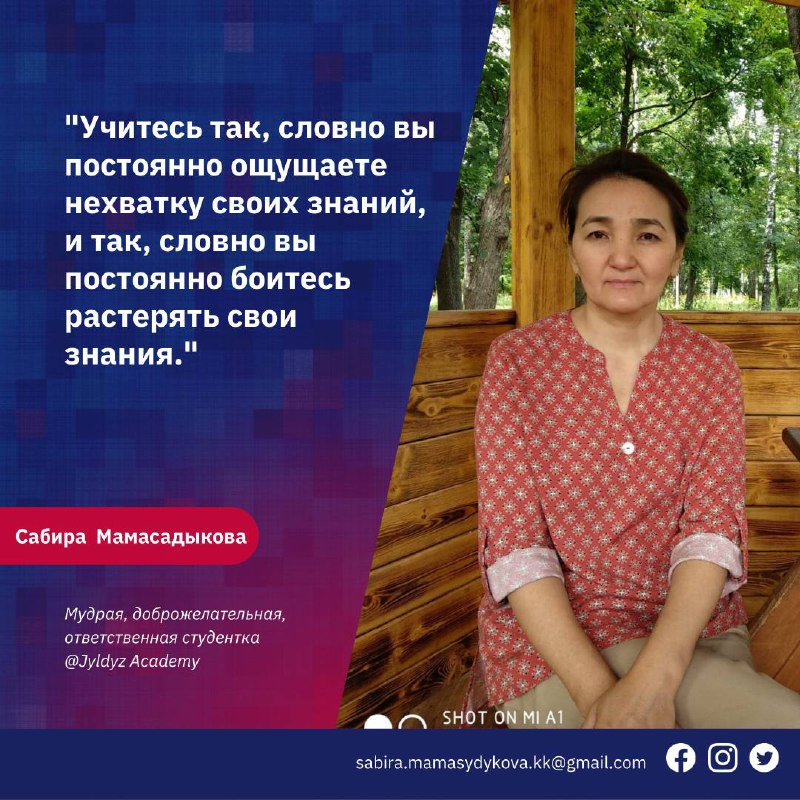 "Учитесь так, словно вы
постоянно ощущаете
нехватку своих знаний,
и так, словно вы
постоянно боитесь
растерять свои
знания."
Сабира Мамасадыкова
Мудрая, доброжелательная,
ответственная студентка
@Jyldyz Academy
SHOT ON MI A1
sabira.mamasydykova.kk@gmail.com